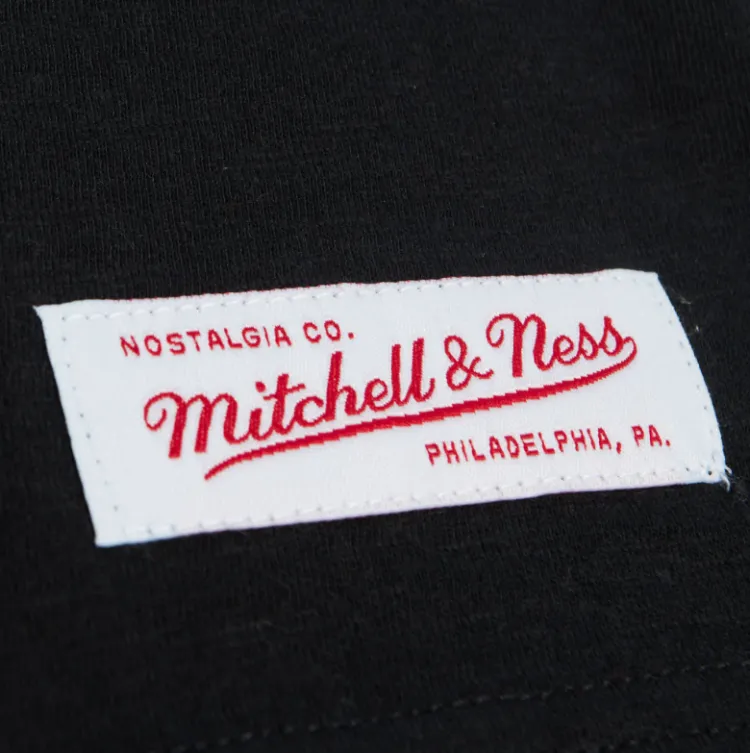 NOSTALGIA CO.
Mitchell & Ness
PHILADELPHIA, PA.